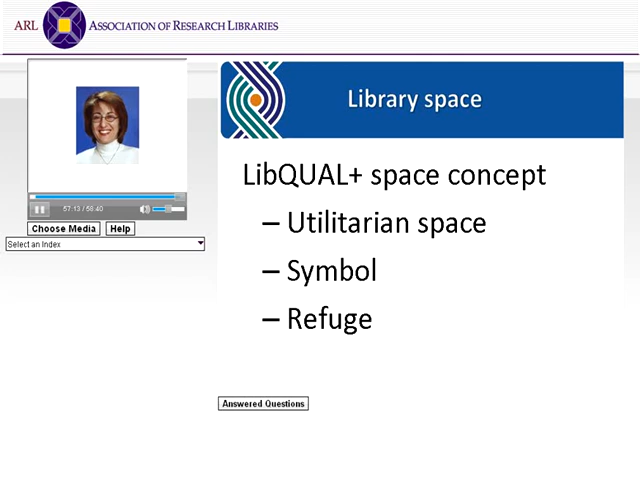 ARL ASSOCIATION OF RESEARCH LIBRARIES
Library space
57:13 / 58:40
Choose Media Help
Select an Index
LibQUAL+ space concept
– Utilitarian space
– Symbol
– Refuge
Answered Questions